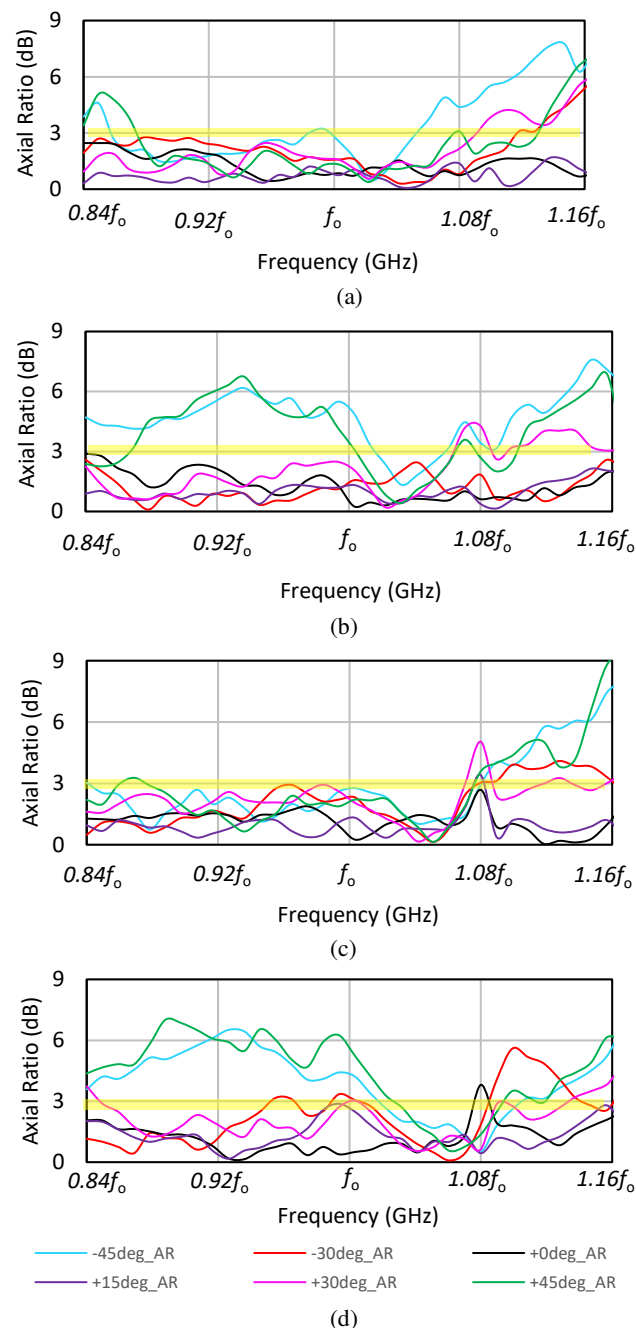 Axial Ratio (dB)
9
6
3
0
0.84fo
0.92fo
fo
1.08fo
1.16fo
Frequency (GHz)
(a)
Axial Ratio (dB)
9
6
3
0
0.84fo
0.92fo
fo
1.08fo
1.16fo
Frequency (GHz)
(b)
Axial Ratio (dB)
9
6
3
0
0.84fo
0.92fo
fo
1.08fo
1.16fo
Frequency (GHz)
(c)
Axial Ratio (dB)
9
6
3
0
0.84fo
0.92fo
fo
1.08fo
1.16fo
Frequency (GHz)
-45deg_AR
-30deg_AR
+0deg_AR
+15deg_AR
+30deg_AR
+45deg_AR
(d)